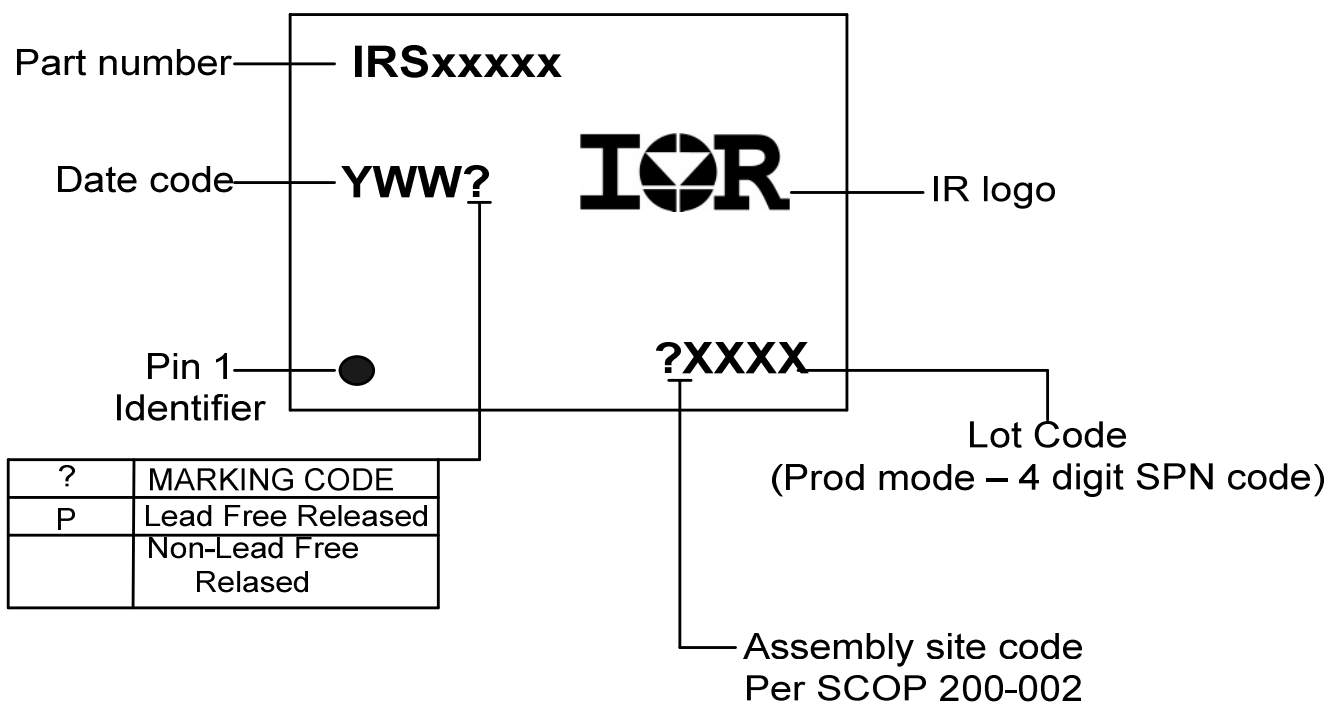 Part number
IRSxxxxx
Date code
YWW?
IOR
IR logo
Pin 1
Identifier
?XXXX
Lot Code
(Prod mode – 4 digit SPN code)
? MARKING CODE
P Lead Free Released
Non-Lead Free
Relased
Assembly site code
Per SCOP 200-002